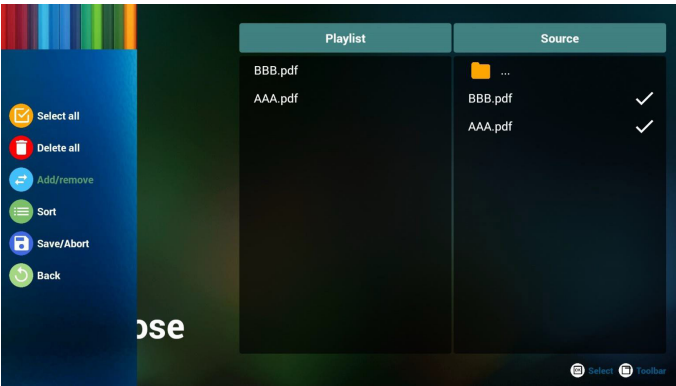 Playlist
Source
BBB.pdf
AAA.pdf
...
BBB.pdf
AAA.pdf
Select all
Delete all
Add/remove
Sort
Save/Abort
Back
ose
Select
Toolbar